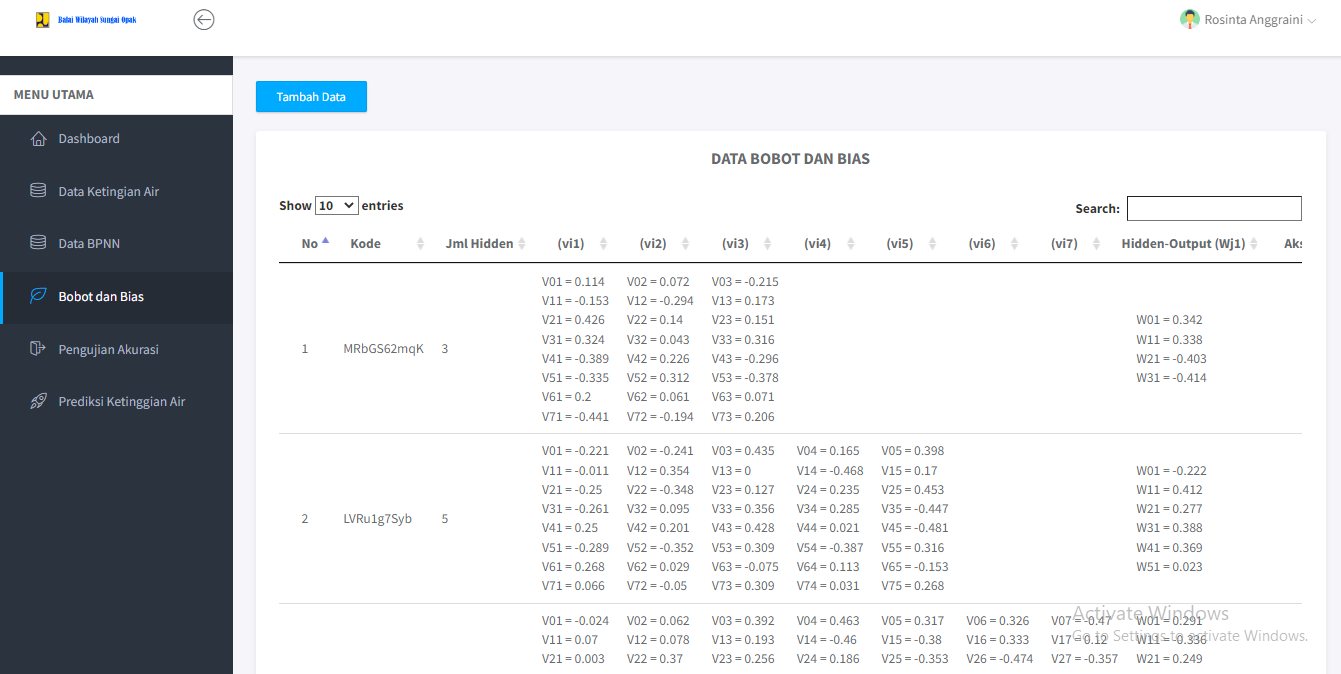 Balai Wilayah Sungai Opak
Rosinta Anggraini
MENU UTAMA
Dashboard
Data Ketingian Air
Data BPNN
Bobot dan Bias
Pengujian Akurasi
Prediksi Ketinggian Air
Tambah Data
DATA BOBOT DAN BIAS
Show 10 entries
Search:
No Kode Jml Hidden (vi1) (vi2) (vi3) (vi4) (vi5) (vi6) (vi7) Hidden-Output (Wj1) Aks
V01 = 0.114 V02 = 0.072 V03 = -0.215
V11 = -0.153 V12 = -0.294 V13 = 0.173
V21 = 0.426 V22 = 0.14 V23 = 0.151 W01 = 0.342
V31 = 0.324 V32 = 0.043 V33 = 0.316 W11 = 0.338
1 MRbGS62mqK 3
V41 = -0.389 V42 = 0.226 V43 = -0.296 W21 = -0.403
V51 = -0.335 V52 = 0.312 V53 = -0.378 W31 = -0.414
V61 = 0.2 V62 = 0.061 V63 = 0.071
V71 = -0.441 V72 = -0.194 V73 = 0.206
V01 = -0.221 V02 = -0.241 V03 = 0.435 V04 = 0.165 V05 = 0.398
V11 = -0.011 V12 = 0.354 V13 = 0 V14 = -0.468 V15 = 0.17 W01 = -0.222
V21 = -0.25 V22 = -0.348 V23 = 0.127 V24 = 0.235 V25 = 0.453 W11 = 0.412
V31 = -0.261 V32 = 0.095 V33 = 0.356 V34 = 0.285 V35 = -0.447 W21 = 0.277
2 LVRu1g7Syb 5
V41 = 0.25 V42 = 0.201 V43 = 0.428 V44 = 0.021 V45 = -0.481 W31 = 0.388
V51 = -0.289 V52 = -0.352 V53 = 0.309 V54 = -0.387 V55 = 0.316 W41 = 0.369
V61 = 0.268 V62 = 0.029 V63 = -0.075 V64 = 0.113 V65 = -0.153 W51 = 0.023
V71 = 0.066 V72 = -0.05 V73 = 0.309 V74 = 0.031 V75 = 0.268
V01 = -0.024 V02 = 0.062 V03 = 0.392 V04 = 0.463 V05 = 0.317 V06 = 0.326 V07 = -0.47 W01 = 0.291
V11 = 0.07 V12 = 0.078 V13 = 0.193 V14 = -0.46 V15 = -0.38 V16 = 0.333 V17 = 0.12 W11 = -0.336
V21 = 0.003 V22 = 0.37 V23 = 0.256 V24 = 0.186 V25 = -0.353 V26 = -0.474 V27 = -0.357 W21 = 0.249
Activate Windows
Go to Settings to activate Windows.